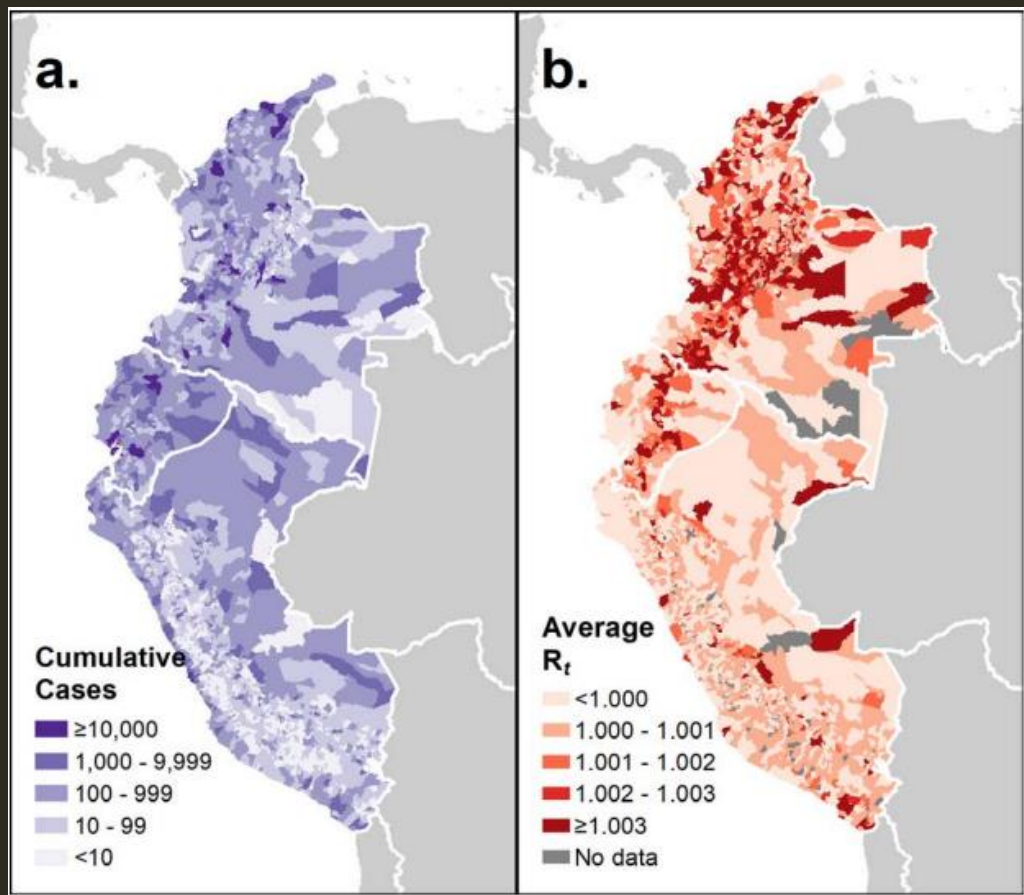 a.
Cumulative
Cases
≥10,000
1,000 - 9,999
100 - 999
10 - 99
<10
b.
Average
Rt
<1.000
1.000 - 1.001
1.001 - 1.002
1.002 - 1.003
≥1.003
No data